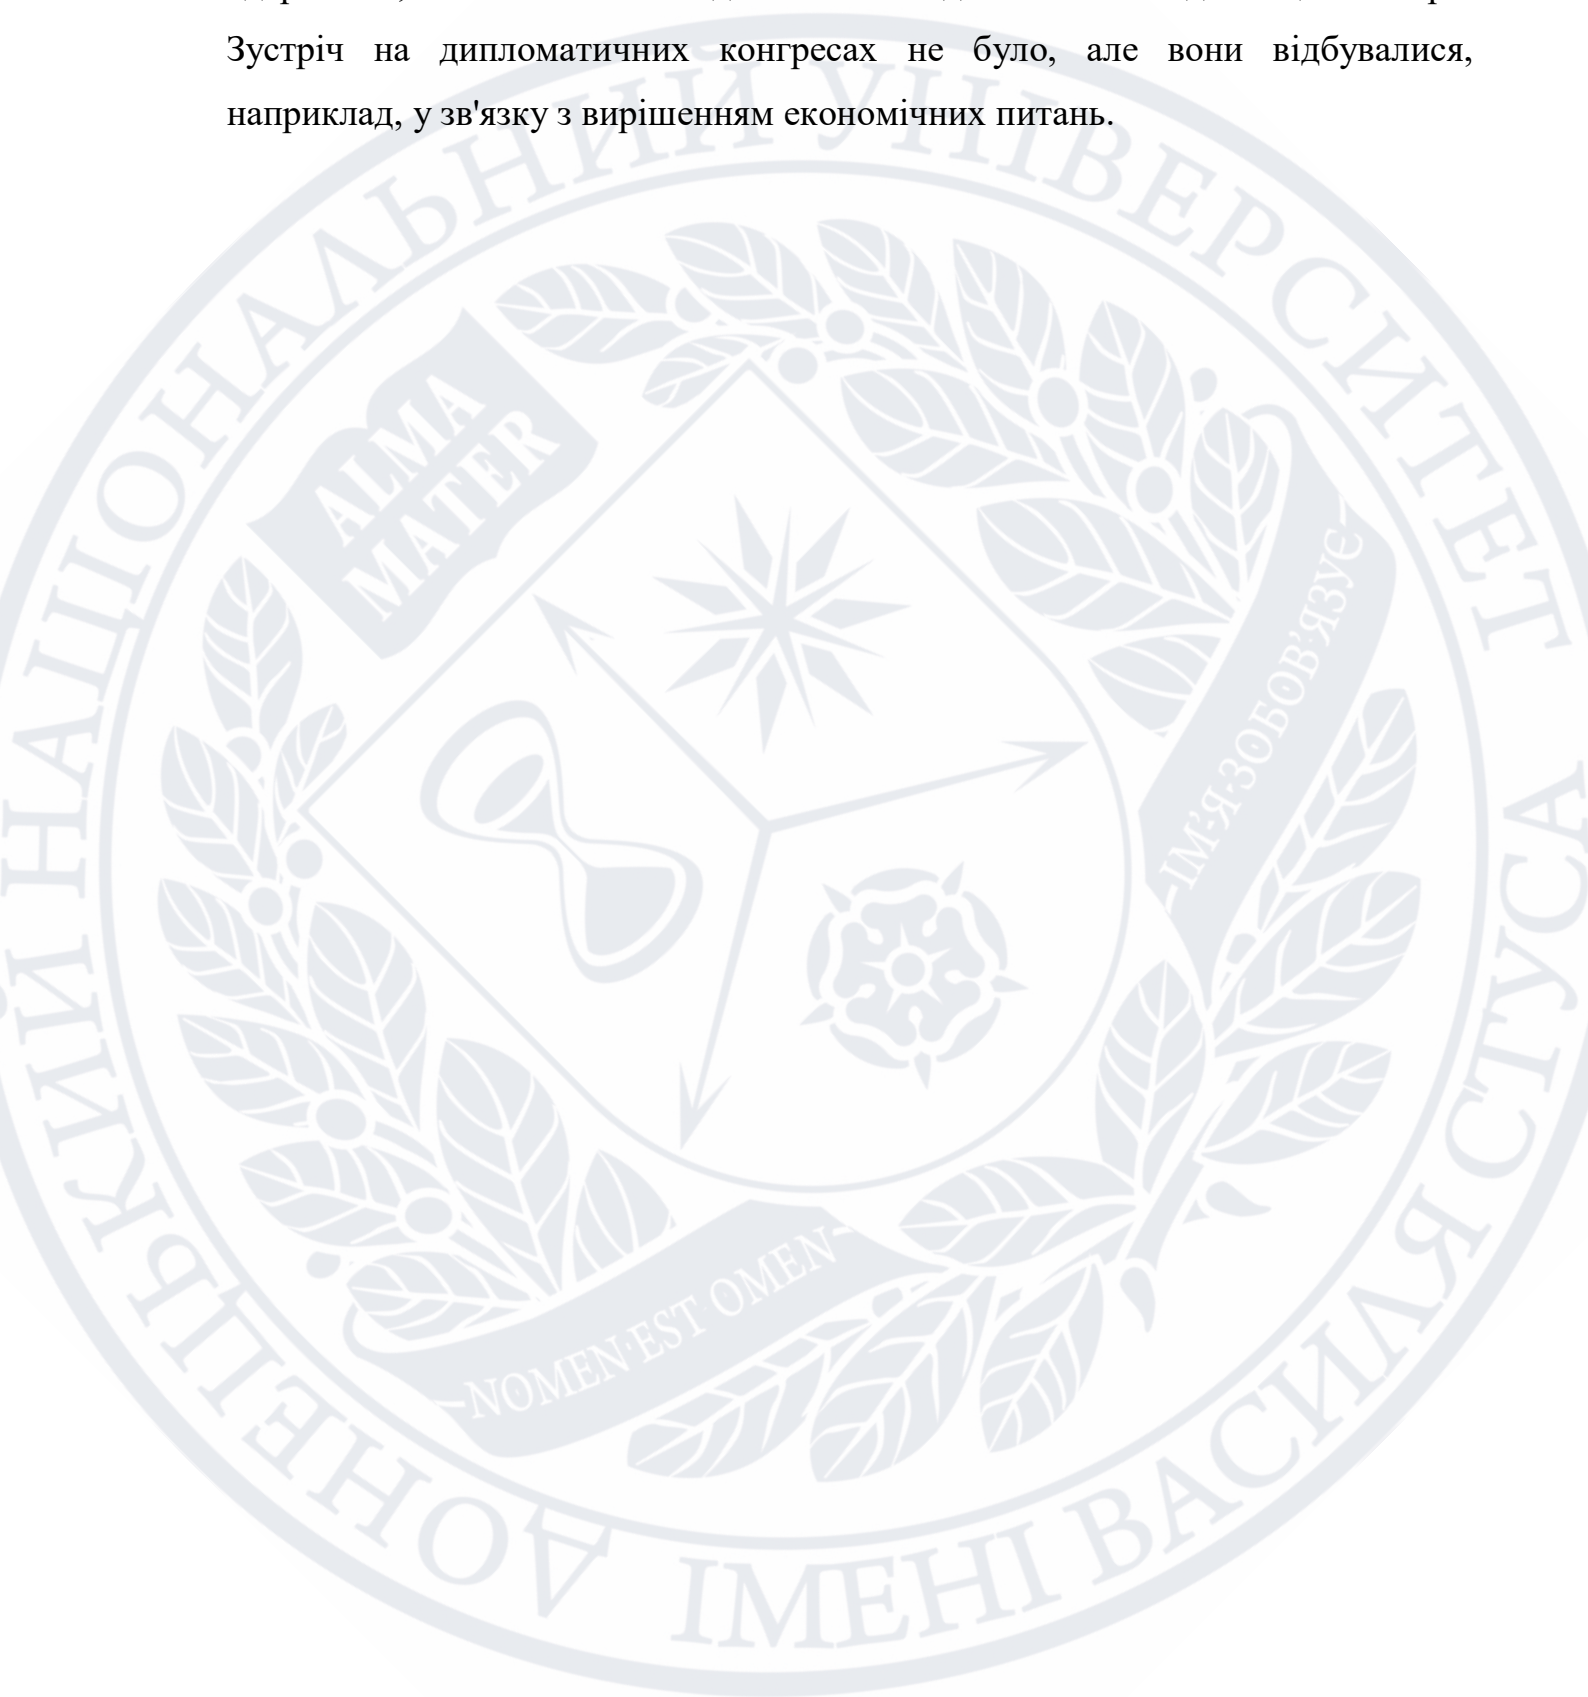 Зустріч на дипломатичних конгресах не було, але вони відбувалися,
наприклад, у зв'язку з вирішенням економічних питань.
НАЦІОНАЛЬНИЙ УНІВЕРСИТЕТ
ALMA
MATER
ІМ'Я ЗОБОВ'ЯЗУЄ
NOMEN EST OMEN
ДОНЕЦЬКИЙ
ІМЕНІ ВАСИЛЯ СТУСА